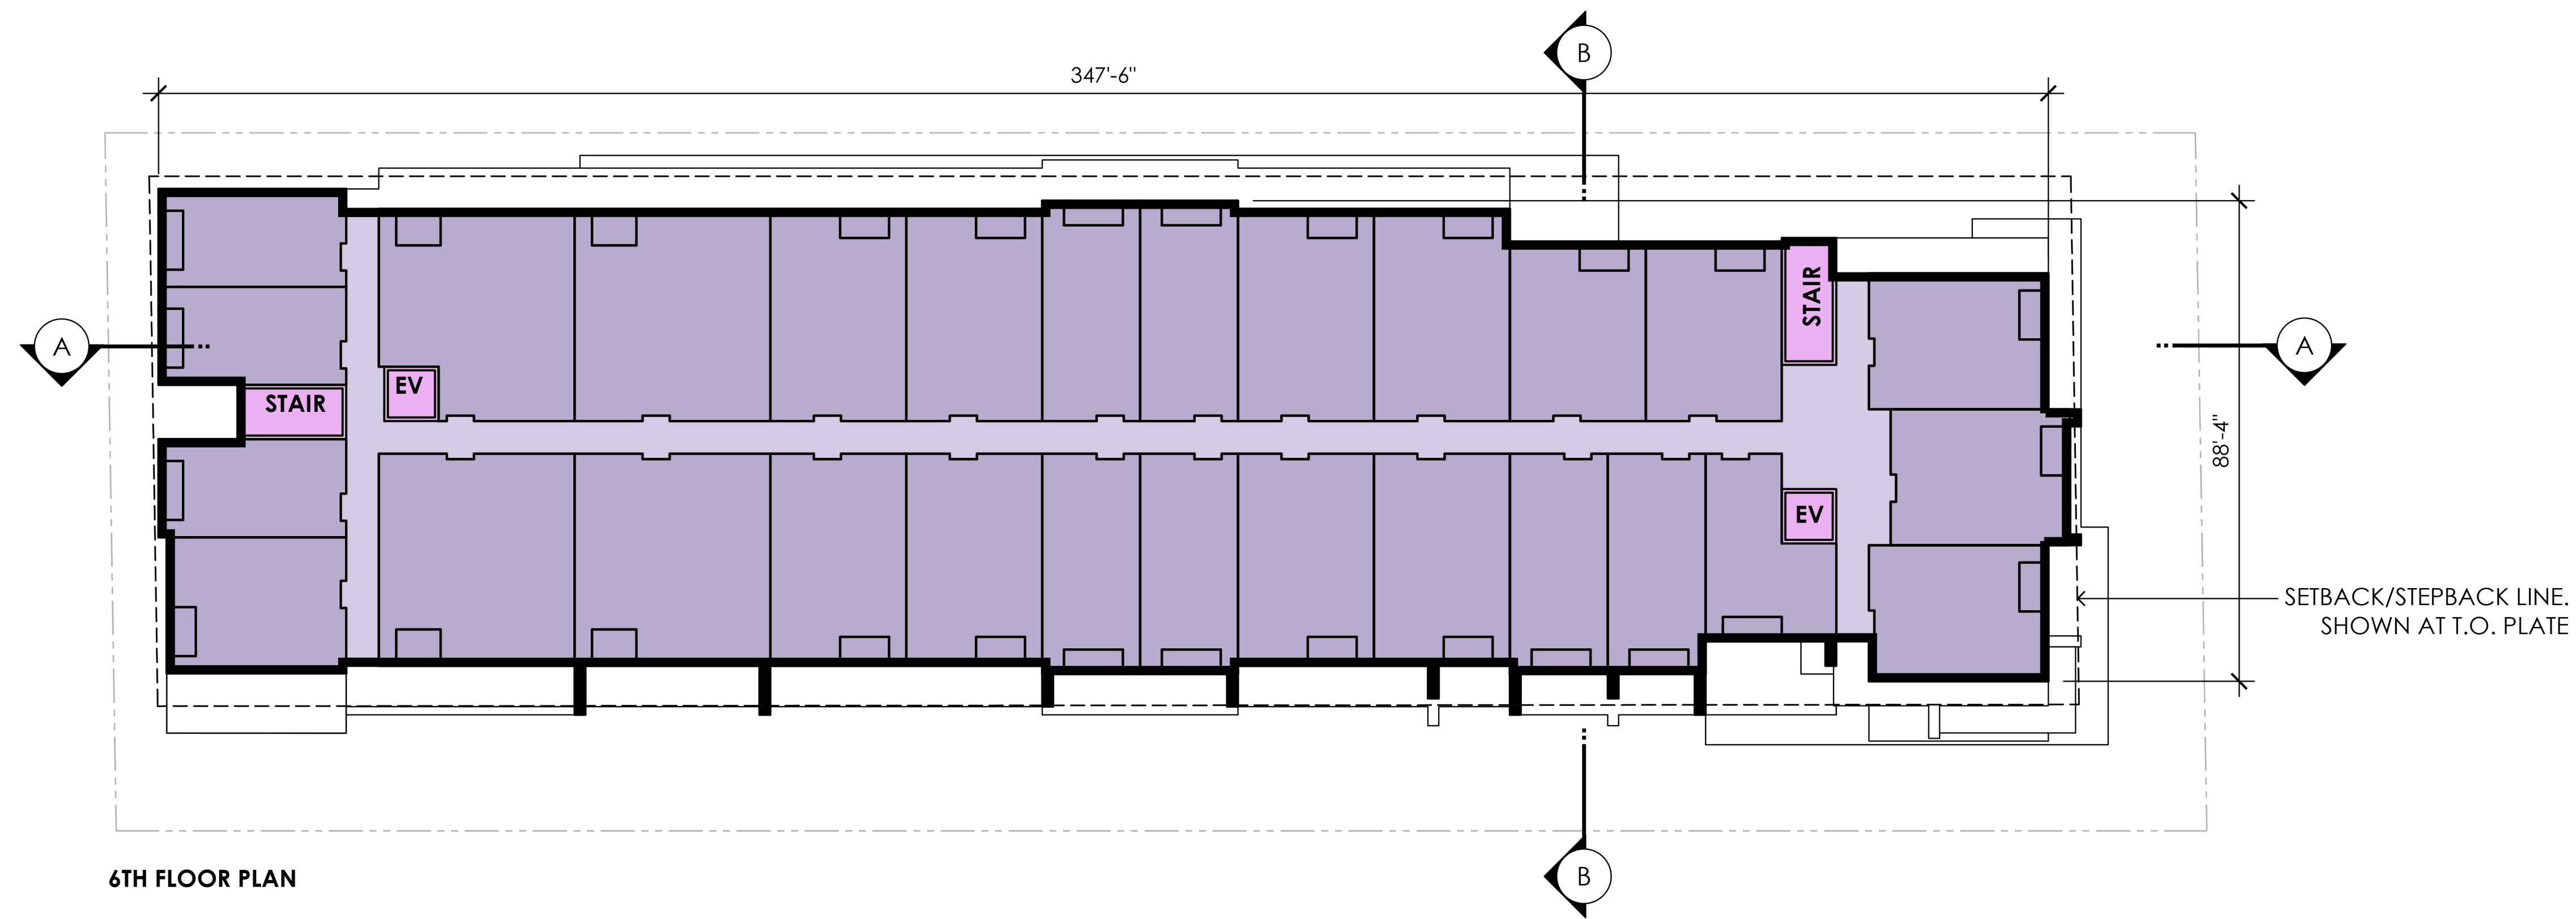 B
347'-6"
A
STAIR
EV
STAIR
EV
A
88'-4"
SETBACK/STEPBACK LINE.
SHOWN AT T.O. PLATE
B
6TH FLOOR PLAN